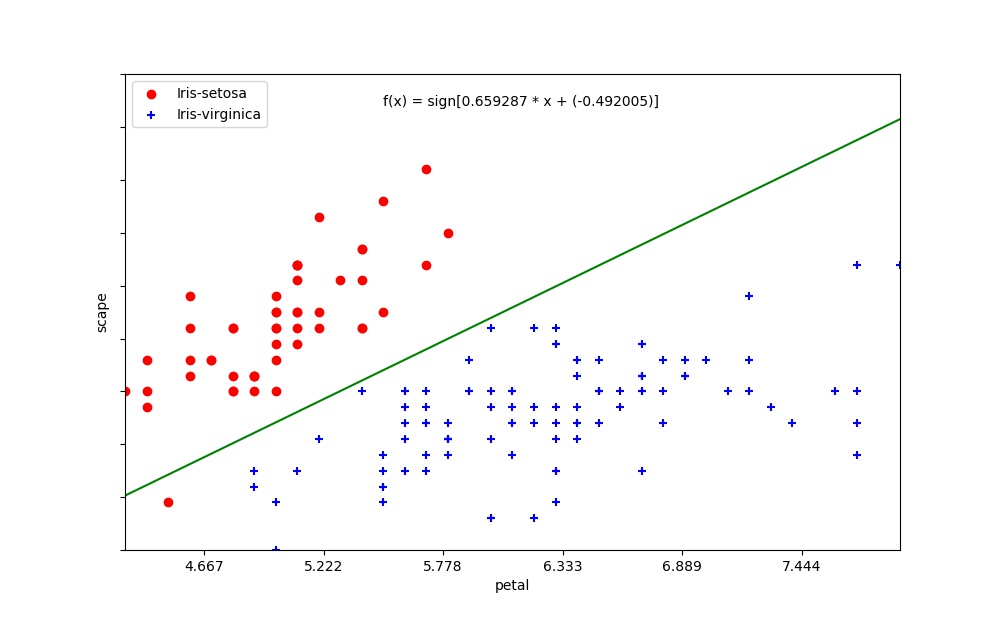 Iris-setosa
Iris-virginica
f(x) = sign[0.659287 * x + (-0.492005)]
scape
4.667 5.222 5.778 6.333 6.889 7.444
petal